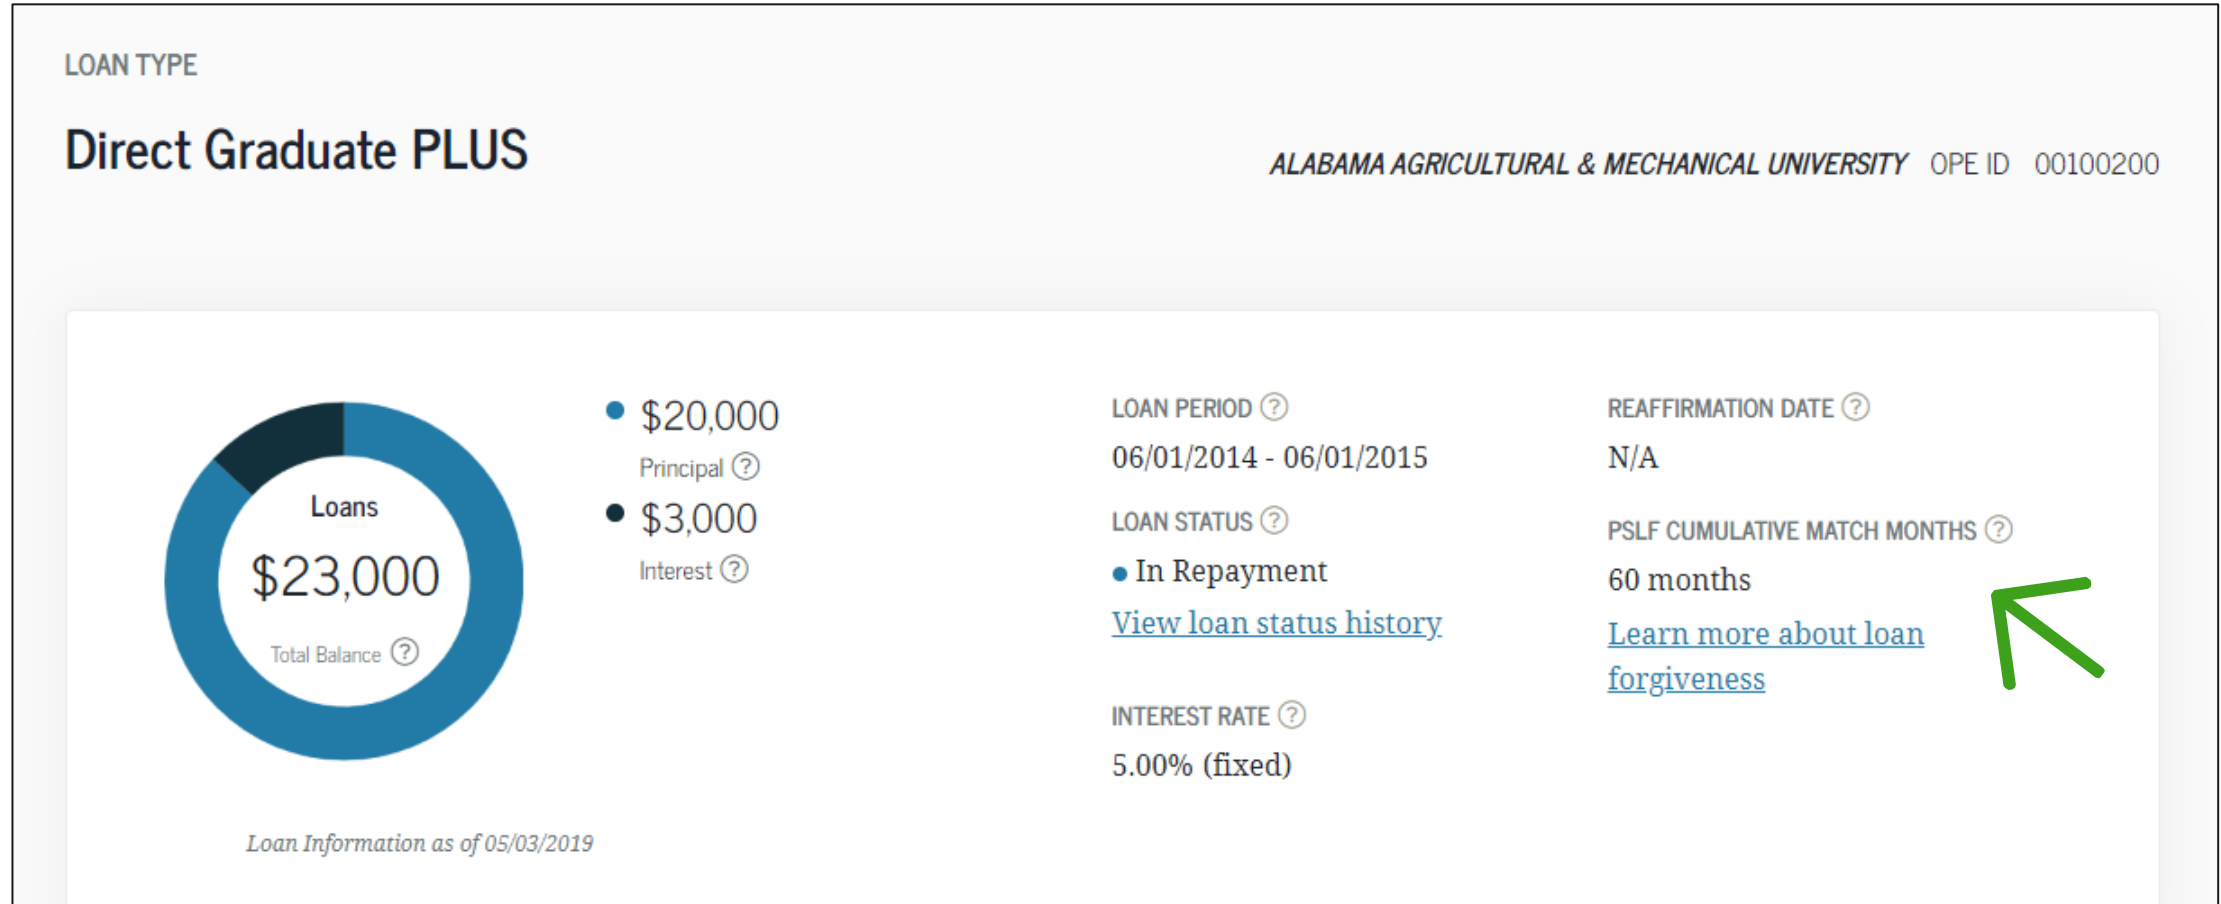 LOAN TYPE
Direct Graduate PLUS
ALABAMA AGRICULTURAL & MECHANICAL UNIVERSITY OPE ID 00100200
Loans
$23,000
Total Balance ?
$20,000
Principal ?
$3,000
Interest ?
Loan Information as of 05/03/2019
LOAN PERIOD ?
06/01/2014 - 06/01/2015
LOAN STATUS ?
In Repayment
View loan status history
INTEREST RATE ?
5.00% (fixed)
REAFFIRMATION DATE ?
N/A
PSLF CUMULATIVE MATCH MONTHS ?
60 months
Learn more about loan
forgiveness